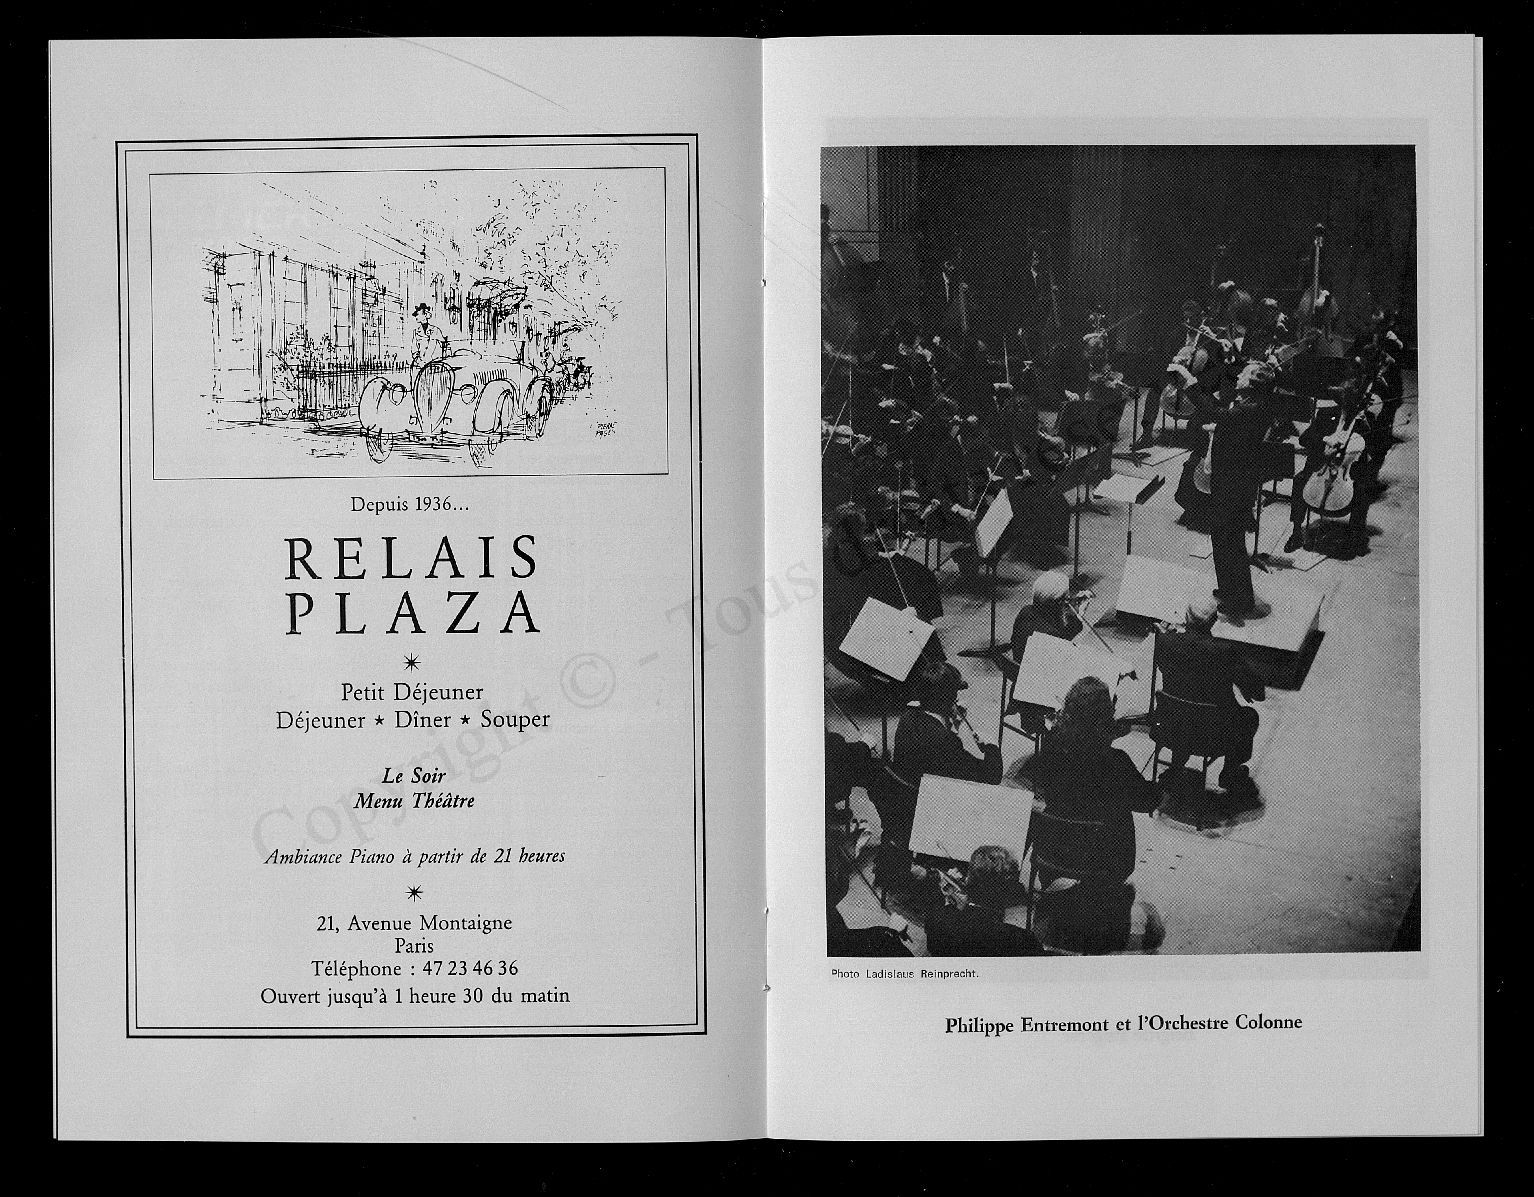 Depuis 1936...
RELAIS
PLAZA
Petit Déjeuner
Déjeuner ★ Dîner ★ Souper
Le Soir
Menu Théâtre
Ambiance Piano à partir de 21 heures
21, Avenue Montaigne
Paris
Téléphone : 47 23 46 36
Ouvert jusqu'à 1 heure 30 du matin
Photo Ladislaus Reinprecht.
Philippe Entremont et l'Orchestre Colonne
Copyright © - Tous